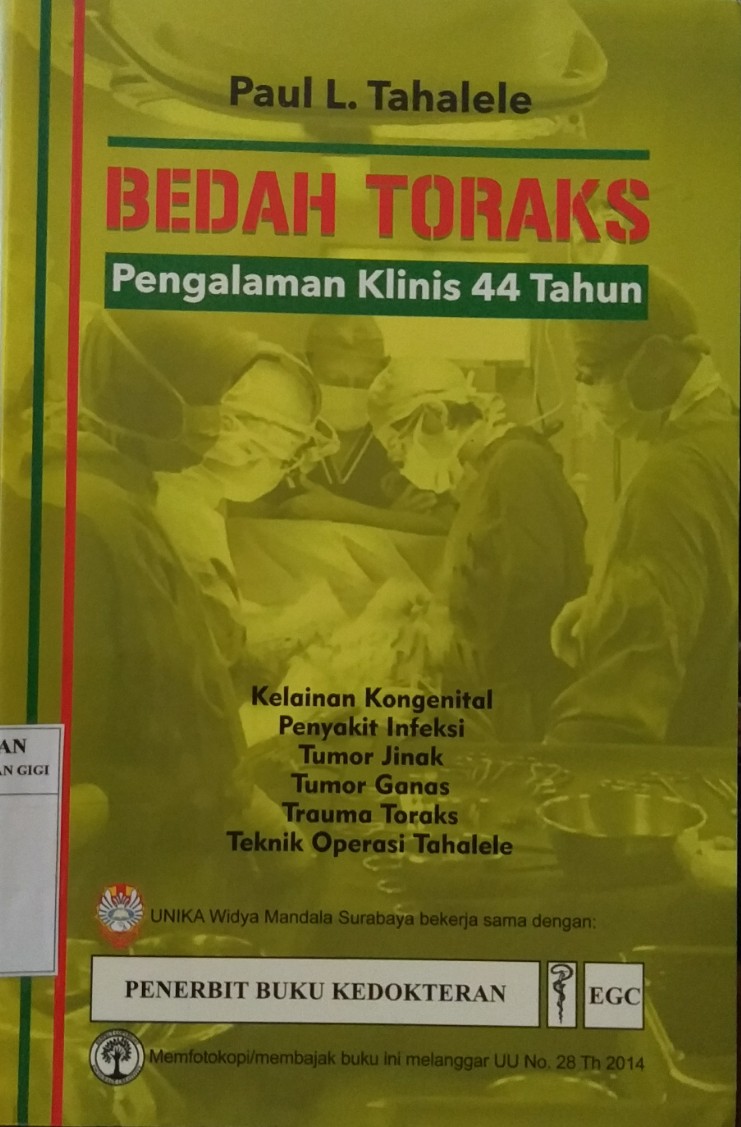 Paul L. Tahalele
BEDAH TORAKS
Pengalaman Klinis 44 Tahun
Kelainan Kongenital
Penyakit Infeksi
Tumor Jinak
Tumor Ganas
Trauma Toraks
Teknik Operasi Tahalele
AN
AN GIGI
UNIKA Widya Mandala Surabaya bekerja sama dengan:
PENERBIT BUKU KEDOKTERAN
EGC
Memfotokopi/membajak buku ini melanggar UU No. 28 Th 2014